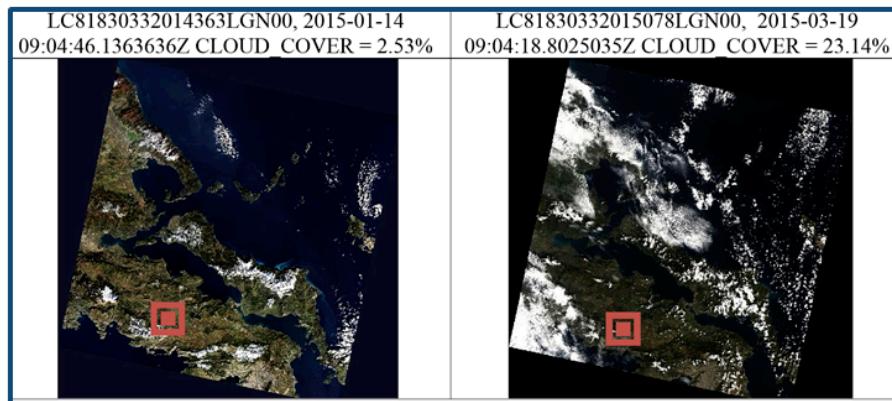 LC81830332014363LGN00, 2015-01-14
09:04:46.1363636Z CLOUD_COVER = 2.53%
LC81830332015078LGN00, 2015-03-19
09:04:18.8025035Z CLOUD_COVER = 23.14%